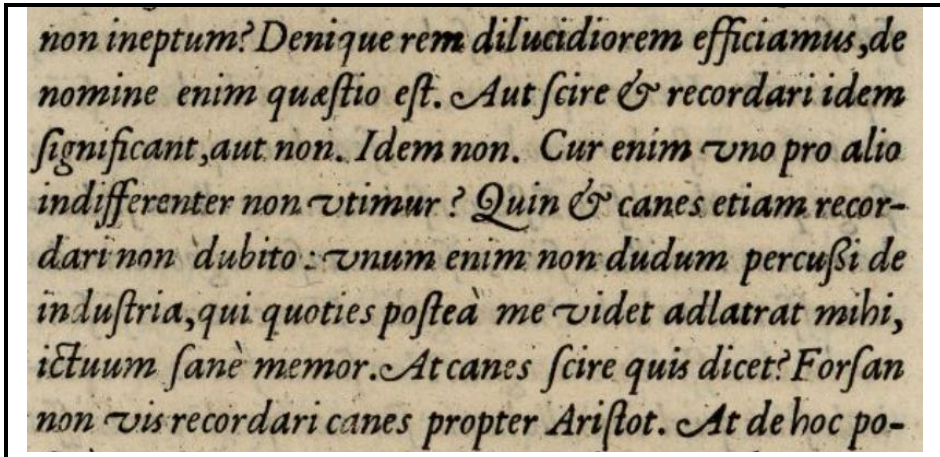 non ineptum? Denique rem dilucidiorem efficiamus, de
nomine enim quæſtio eſt. Aut ſcire & recordari idem
ſignificant, aut non. Idem non. Cur enim vno pro alio
indifferenter non vtimur? Quin & canes etiam recor-
dari non dubito: vnum enim non dudum percuſſi de
induſtria, qui quoties poſteà me videt adlatrat mihi,
ictuum ſanè memor. At canes ſcire quis dicet? Forſan
non vis recordari canes propter Ariſtot. At de hoc po-